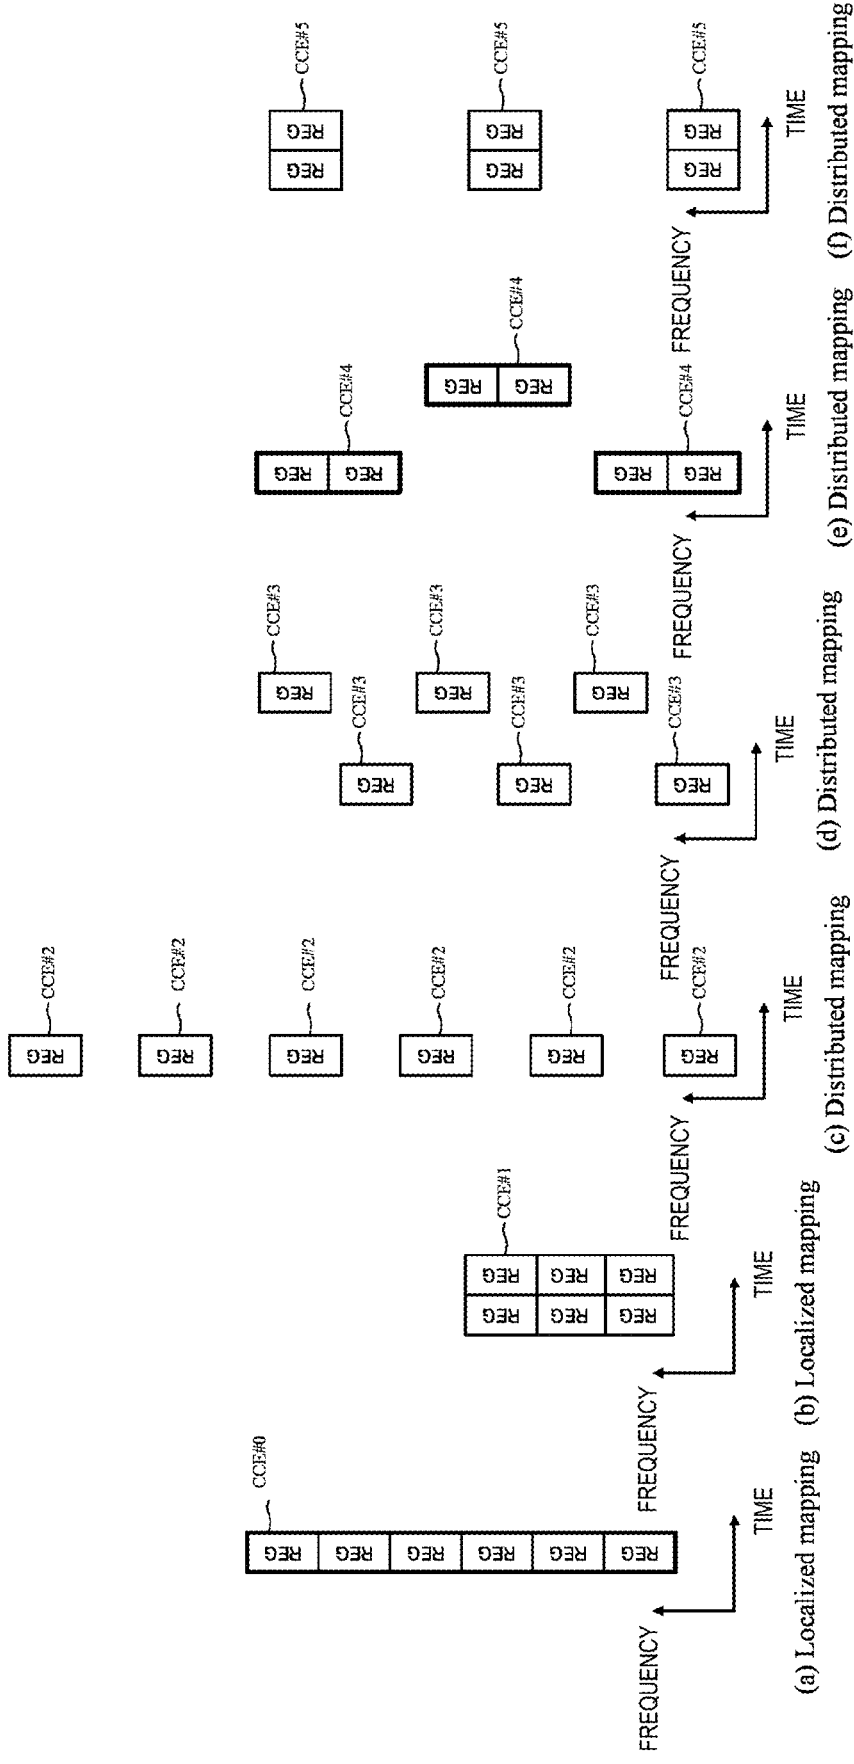 CCE#0
REG
REG
REG
REG
REG
REG
FREQUENCY
TIME
(a) Localized mapping
CCE#1
REG REG
REG REG
REG REG
FREQUENCY
TIME
(b) Localized mapping
REG CCE#2
REG CCE#2
REG CCE#2
REG CCE#2
REG CCE#2
REG CCE#2
FREQUENCY
TIME
(c) Distributed mapping
REG CCE#3
REG CCE#3
REG CCE#3
REG CCE#3
REG CCE#3
REG CCE#3
FREQUENCY
TIME
(d) Distributed mapping
REG
REG CCE#4
REG
REG CCE#4
REG
REG CCE#4
FREQUENCY
TIME
(e) Distributed mapping
REG REG CCE#5
REG REG CCE#5
REG REG CCE#5
FREQUENCY
TIME
(f) Distributed mapping